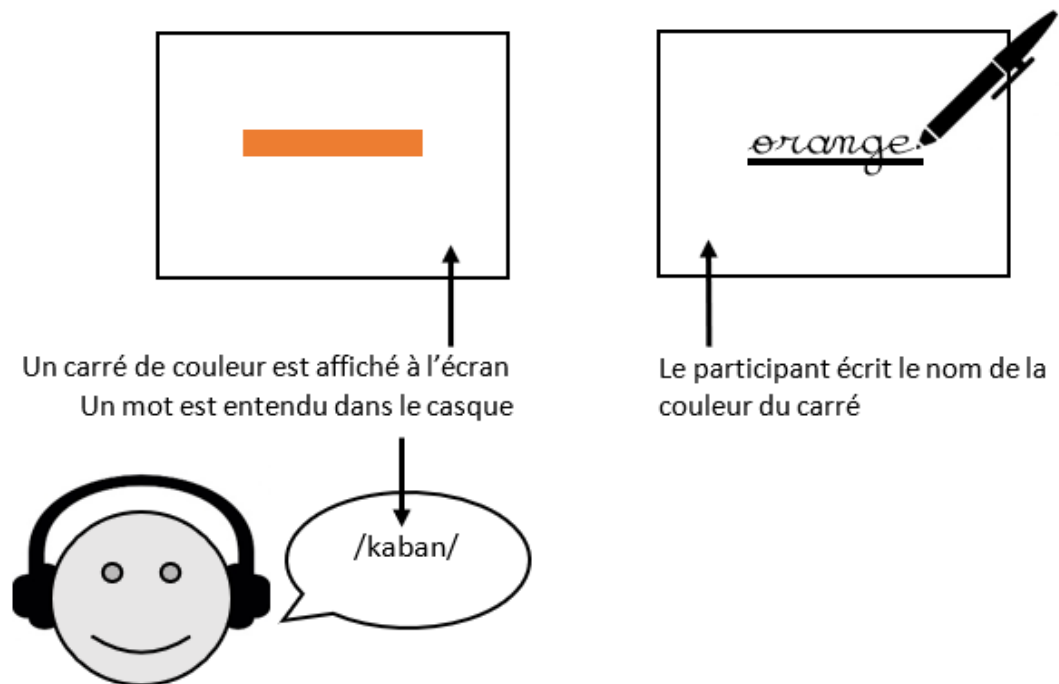 orange
Un carré de couleur est affiché à l'écran
Un mot est entendu dans le casque
Le participant écrit le nom de la
couleur du carré
/kaban/